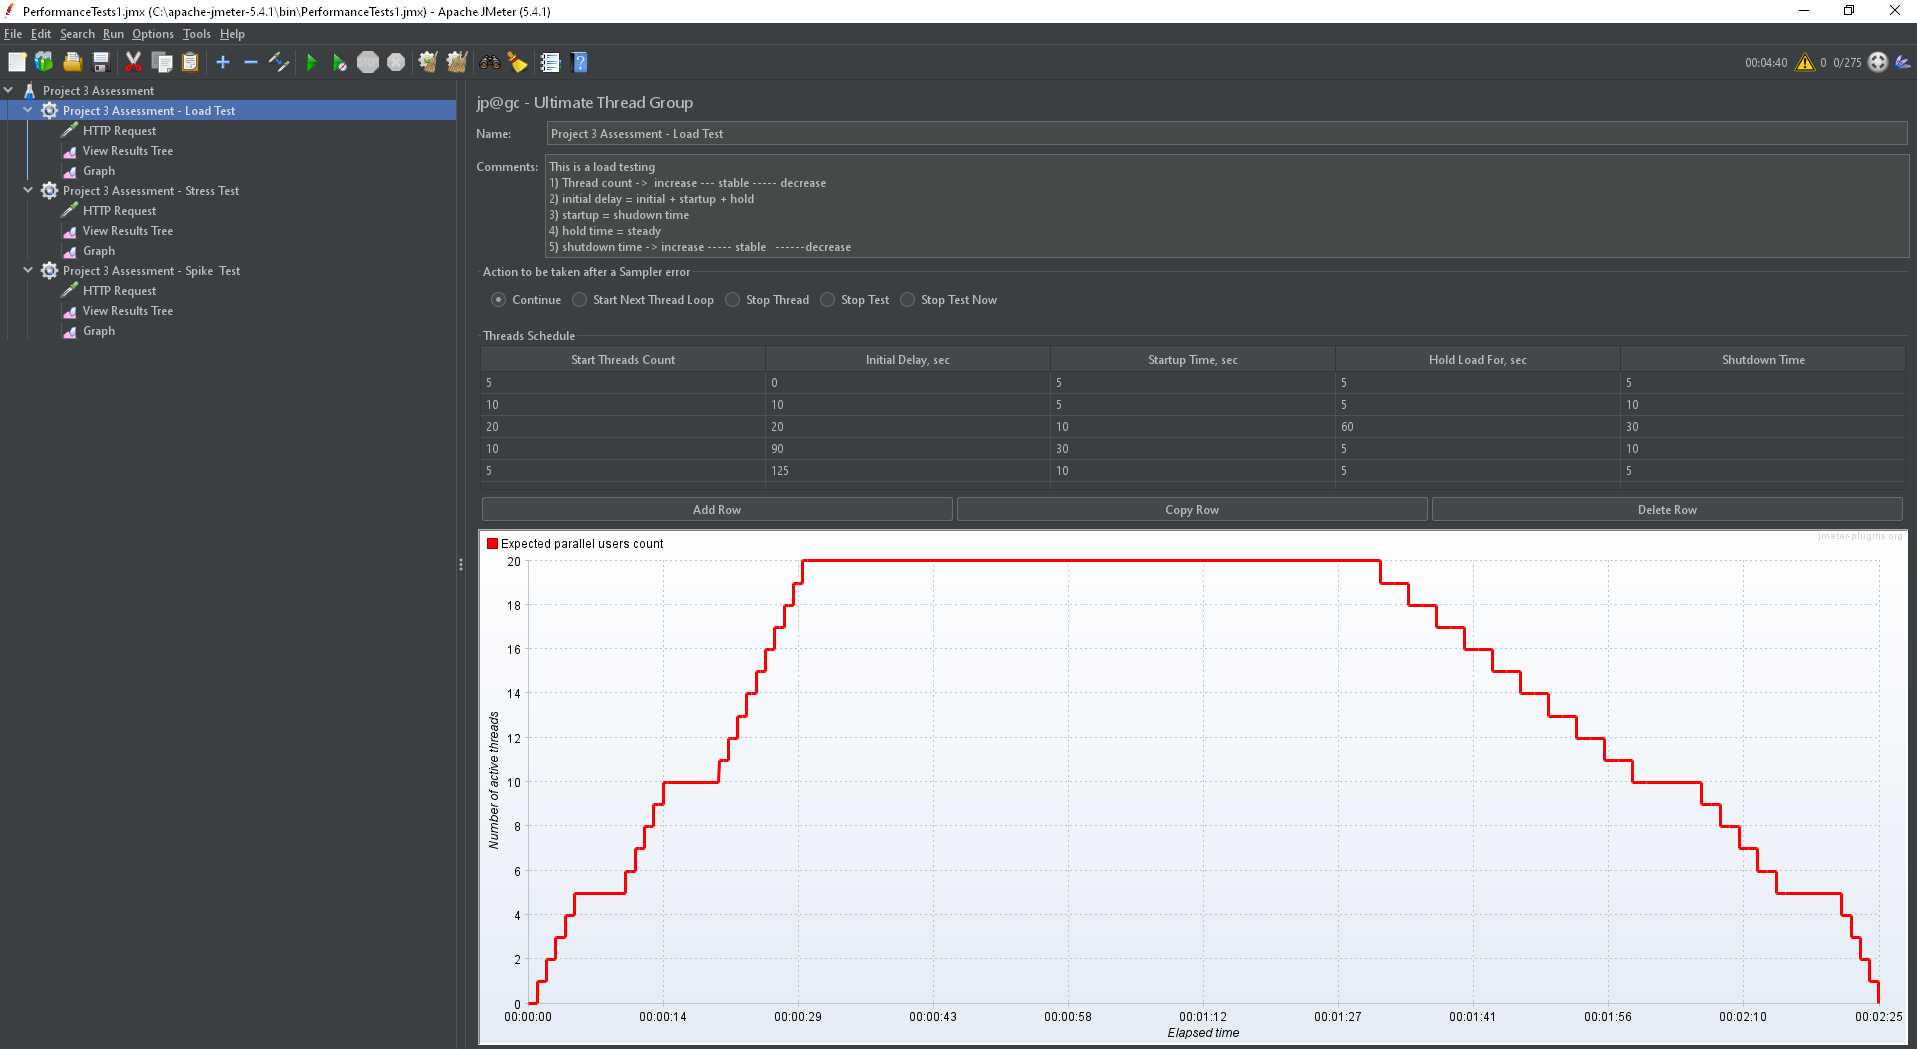 PerformanceTests1.jmx (C:\apache-jmeter-5.4.1\bin\PerformanceTests1.jmx) - Apache JMeter (5.4.1)
File Edit Search Run Options Tools Help
00:04:40 0 0/275
Project 3 Assessment
Project 3 Assessment - Load Test
HTTP Request
View Results Tree
Graph
Project 3 Assessment - Stress Test
HTTP Request
View Results Tree
Graph
Project 3 Assessment - Spike  Test
HTTP Request
View Results Tree
Graph
jp@gc - Ultimate Thread Group
Name: Project 3 Assessment - Load Test
Comments: This is a load testing
1) Thread count ->  increase --- stable ----- decrease
2) initial delay = initial + startup + hold
3) startup = shudown time
4) hold time = steady
5) shutdown time -> increase ----- stable   ------decrease
Action to be taken after a Sampler error
Continue Start Next Thread Loop Stop Thread Stop Test Stop Test Now
Threads Schedule
Start Threads Count Initial Delay, sec Startup Time, sec Hold Load For, sec Shutdown Time
5 0 5 5 5
10 10 5 5 10
20 20 10 60 30
10 90 30 5 10
5 125 10 5 5
Add Row Copy Row Delete Row
Expected parallel users count
jmeter-plugins.org
20
18
16
14
12
10
8
6
4
2
0
Number of active threads
00:00:00 00:00:14 00:00:29 00:00:43 00:00:58 00:01:12 00:01:27 00:01:41 00:01:56 00:02:10 00:02:25
Elapsed time